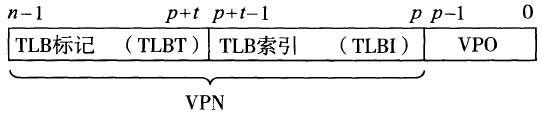 n-1 p+t p+t-1 p p-1 0
TLB标记 （TLBT） TLB索引 （TLBI） VPO
VPN